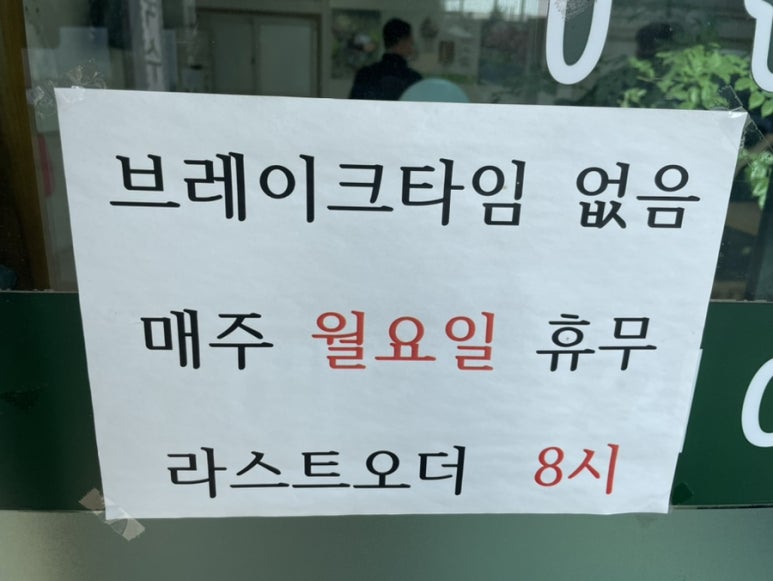 브레이크타임 없음
매주 월요일 휴무
라스트오더 8시